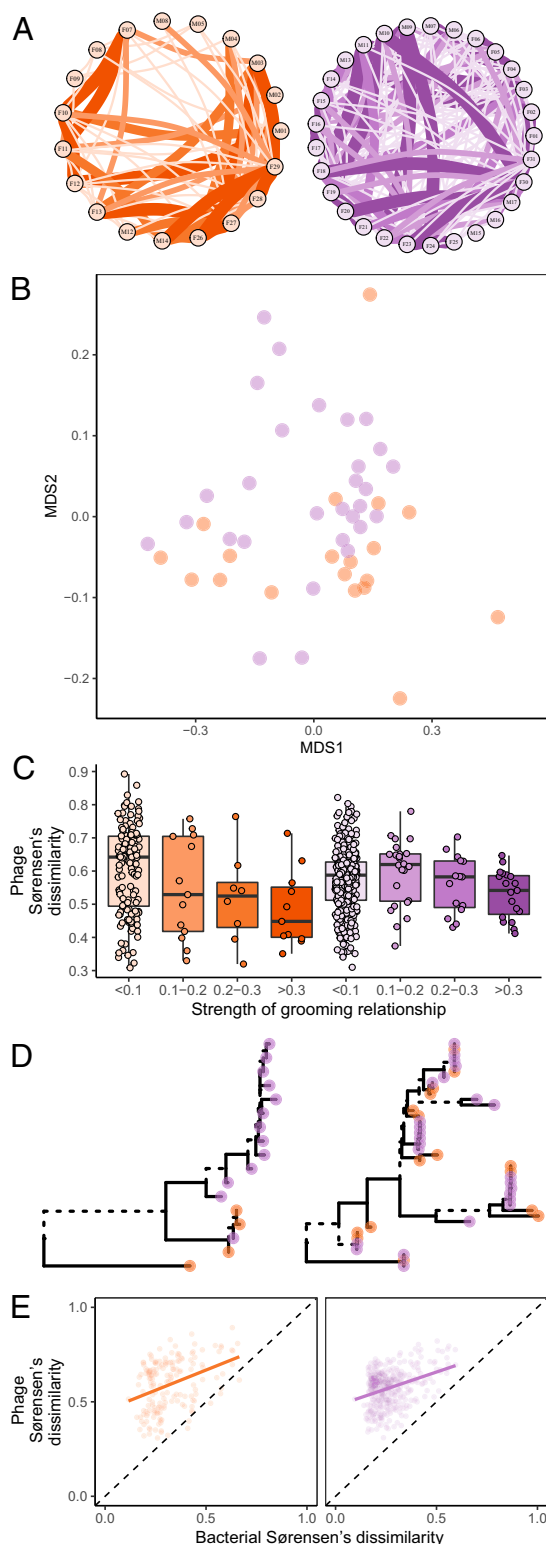 A
F07
M08
M05
M04
M03
M02
M01
F29
F28
F27
F26
M14
M12
F13
F12
F11
F10
F09
F08
M10
M09
M07
M06
F06
F05
F04
F03
F02
F01
F31
F30
M17
M16
M15
F25
F24
F23
F22
F21
F20
F19
F18
F17
F16
F15
F14
M13
M11
B
MDS2
0.2
0.1
0.0
−0.1
−0.2
−0.3
0.0
0.3
MDS1
C
Phage
Sørensen's
dissimilarity
0.9
0.8
0.7
0.6
0.5
0.4
0.3
<0.1
0.1−0.2
0.2−0.3
>0.3
<0.1
0.1−0.2
0.2−0.3
>0.3
Strength of grooming relationship
D
E
Phage
Sørensen's
dissimilarity
1.0
0.5
0.0
0.0
0.5
1.0
0.0
0.5
1.0
Bacterial Sørensen's dissimilarity